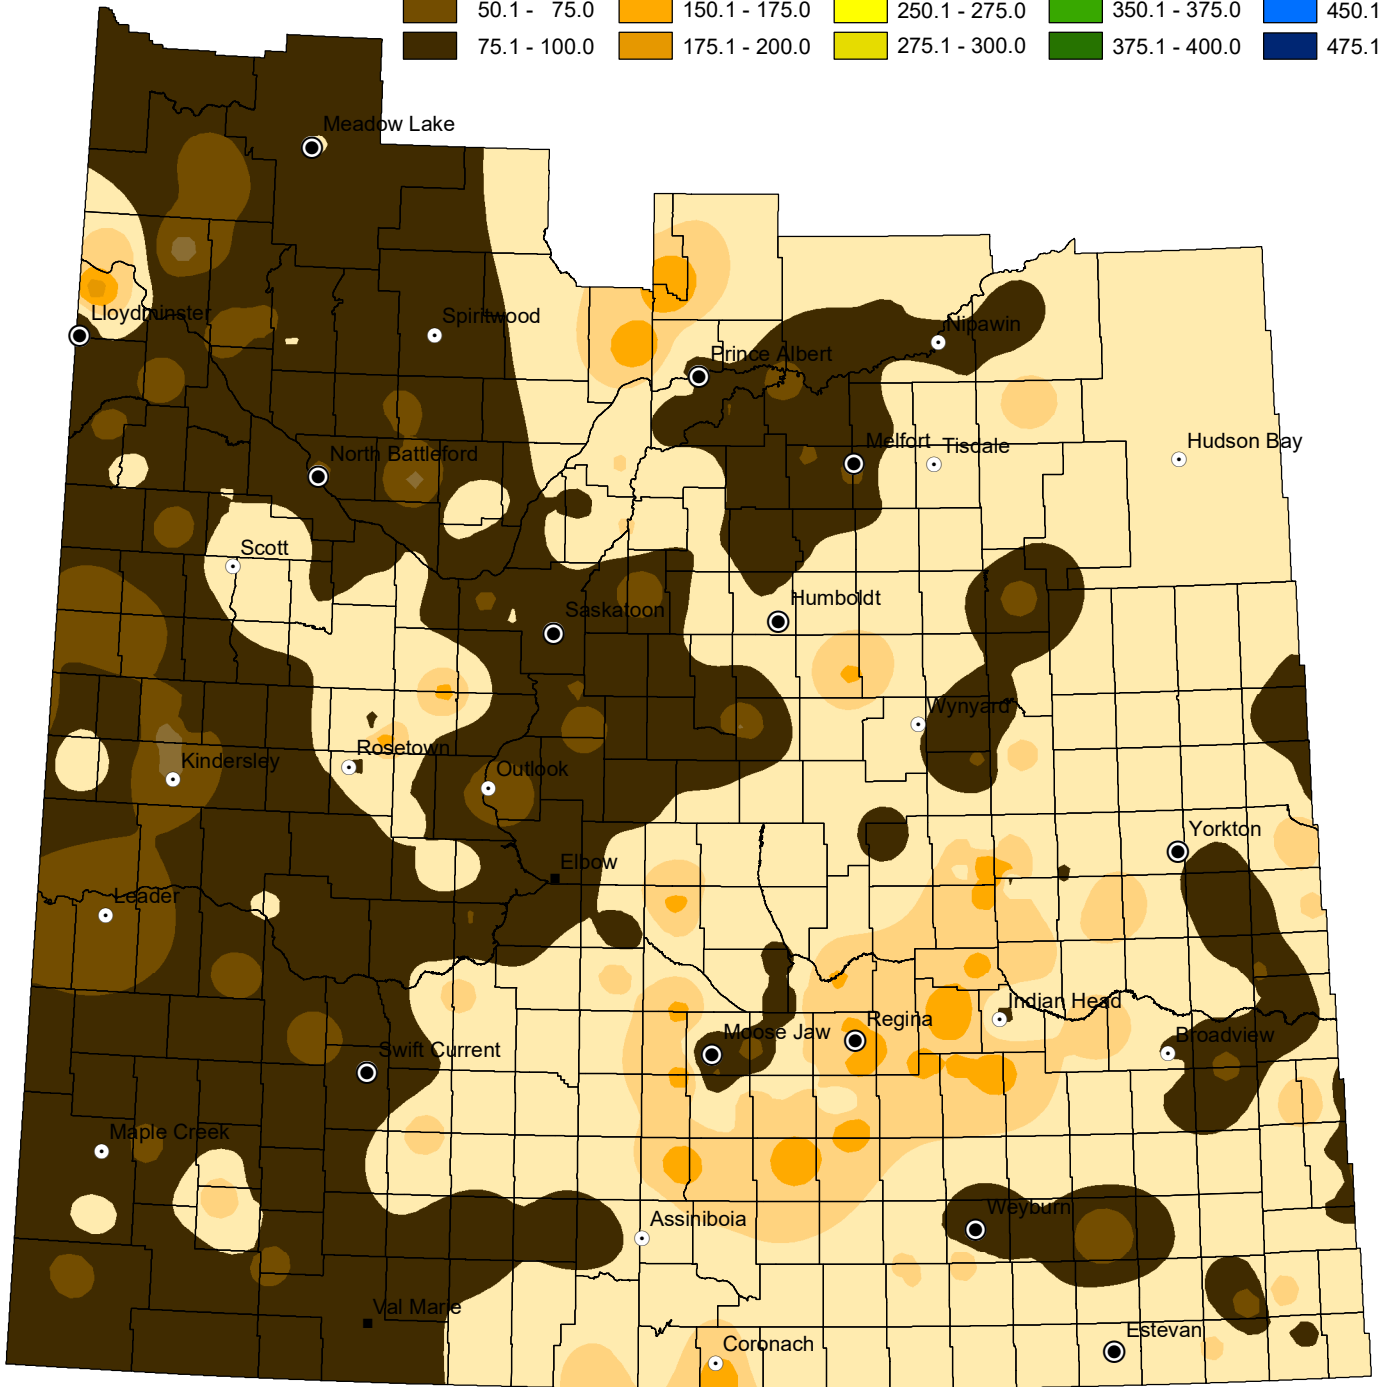 50.1 - 75.0 150.1 - 175.0 250.1 - 275.0 350.1 - 375.0 450.1
75.1 - 100.0 175.1 - 200.0 275.1 - 300.0 375.1 - 400.0 475.1
Meadow Lake
Lloydminster
Spiritwood
Nipawin
Prince Albert
North Battleford
Melfort
Tisdale
Hudson Bay
Scott
Saskatoon
Humboldt
Wynyard
Rosetown
Kindersley
Outlook
Yorkton
Elbow
Leader
Indian Head
Regina
Moose Jaw
Broadview
Swift Current
Maple Creek
Assiniboia
Weyburn
Val Marie
Coronach
Estevan